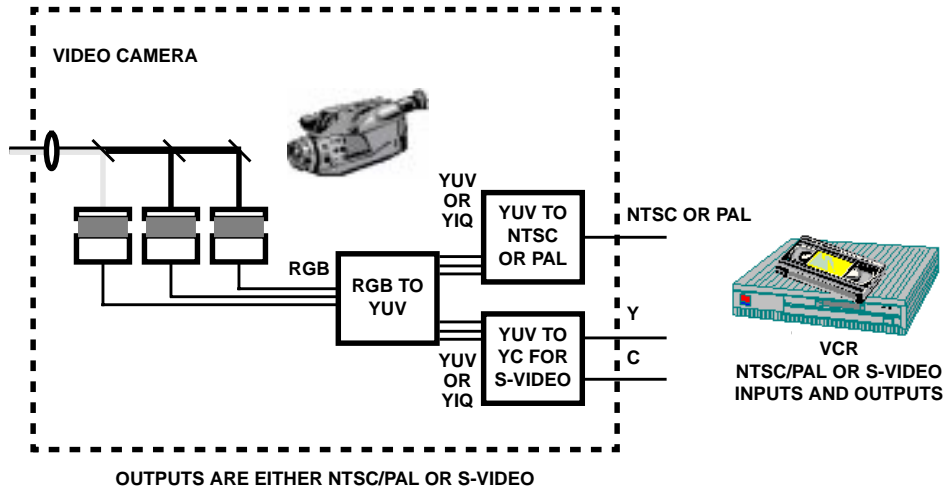 VIDEO CAMERA
YUV
OR
YIQ
YUV TO
NTSC
OR PAL
NTSC OR PAL
RGB
RGB TO
YUV
YUV
OR
YIQ
YUV TO
YC FOR
S-VIDEO
Y
C
VCR
NTSC/PAL OR S-VIDEO
INPUTS AND OUTPUTS
OUTPUTS ARE EITHER NTSC/PAL OR S-VIDEO